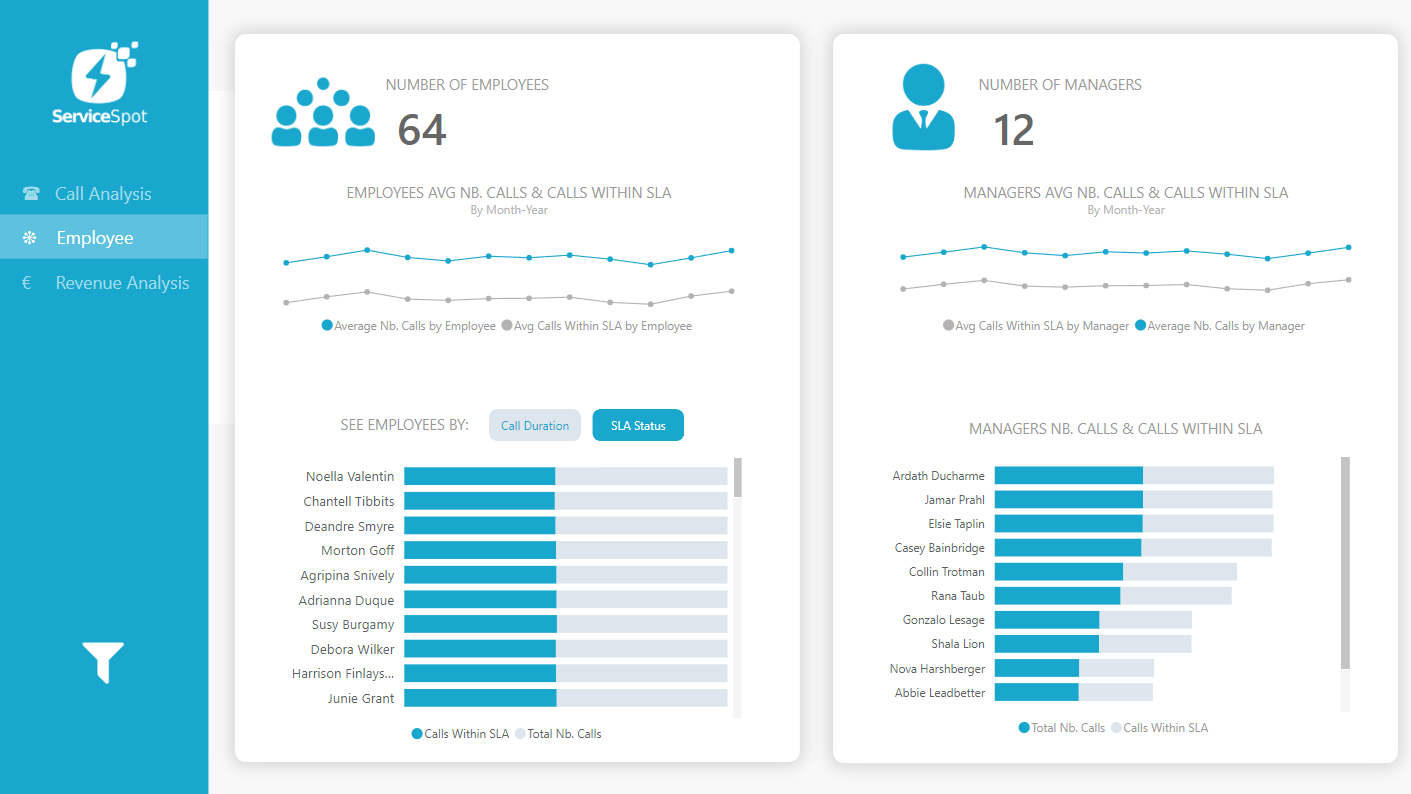 ServiceSpot
Call Analysis
Employee
€ Revenue Analysis
NUMBER OF EMPLOYEES
64
EMPLOYEES AVG NB. CALLS & CALLS WITHIN SLA
By Month-Year
Average Nb. Calls by Employee Avg Calls Within SLA by Employee
SEE EMPLOYEES BY: Call Duration SLA Status
Noella Valentin
Chantell Tibbits
Deandre Smyre
Morton Goff
Agripina Snively
Adrianna Duque
Susy Burgamy
Debora Wilker
Harrison Finlays...
Junie Grant
Calls Within SLA Total Nb. Calls
NUMBER OF MANAGERS
12
MANAGERS AVG NB. CALLS & CALLS WITHIN SLA
By Month-Year
Avg Calls Within SLA by Manager Average Nb. Calls by Manager
MANAGERS NB. CALLS & CALLS WITHIN SLA
Ardath Ducharme
Jamar Prahl
Elsie Taplin
Casey Bainbridge
Collin Trotman
Rana Taub
Gonzalo Lesage
Shala Lion
Nova Harshberger
Abbie Leadbetter
Total Nb. Calls Calls Within SLA